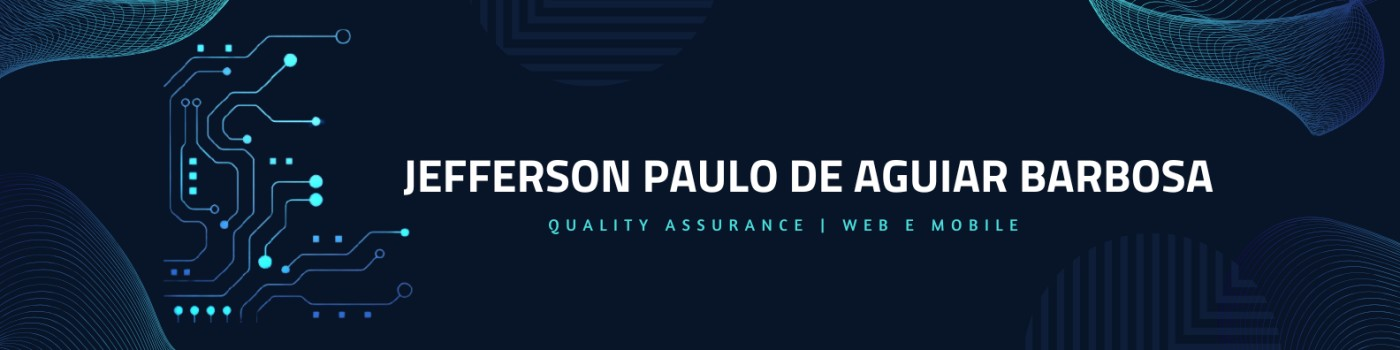 JEFFERSON PAULO DE AGUIAR BARBOSA
QUALITY ASSURANCE | WEB E MOBILE